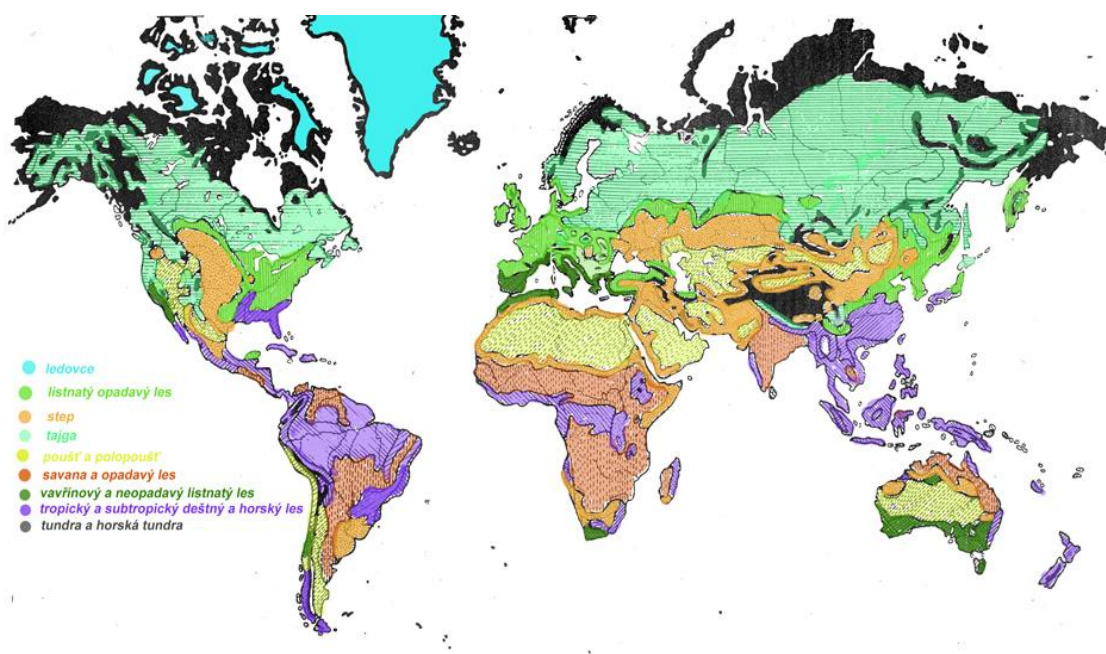 ledovce
listnatý opadavý les
step
tajga
poušť a polopoušť
savana a opadavý les
vavřínový a neopadavý listnatý les
tropický a subtropický deštný a horský les
tundra a horská tundra